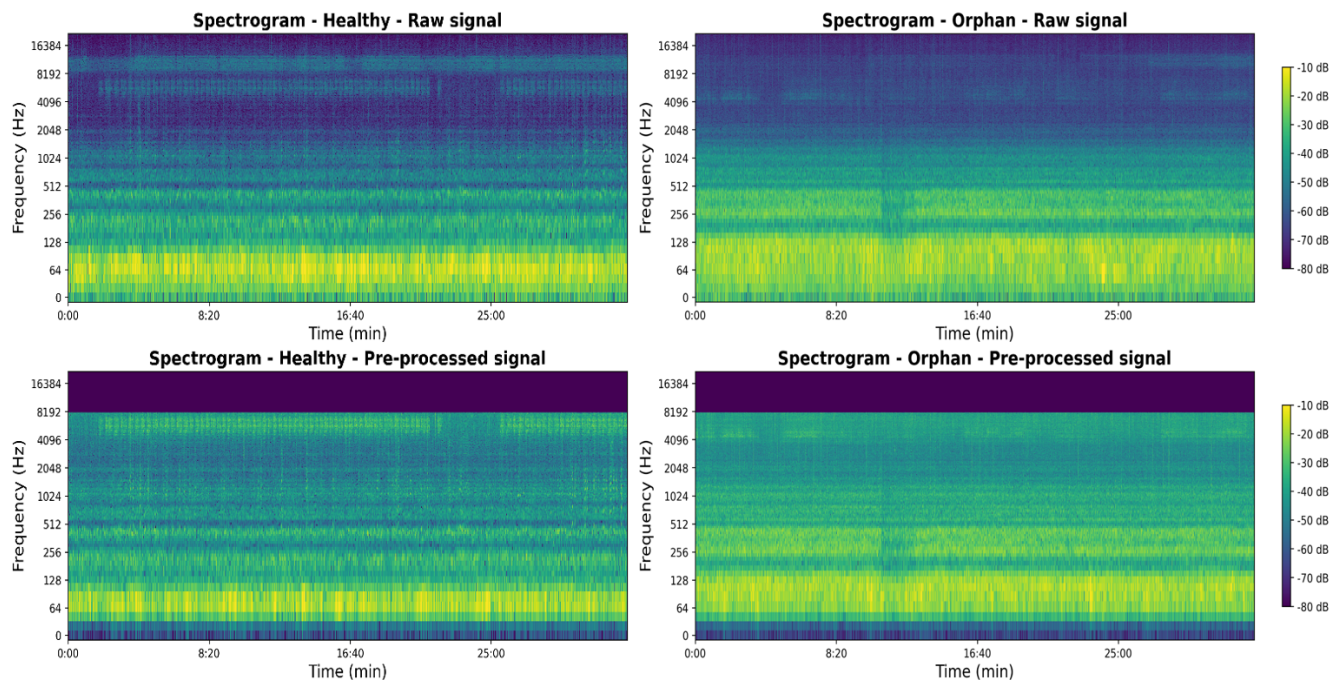 Spectrogram - Healthy - Raw signal
Frequency (Hz)
16384
8192
4096
2048
1024
512
256
128
64
0
0:00 8:20 16:40 25:00
Time (min)
Spectrogram - Orphan - Raw signal
Frequency (Hz)
16384
8192
4096
2048
1024
512
256
128
64
0
0:00 8:20 16:40 25:00
Time (min)
-10 dB
-20 dB
-30 dB
-40 dB
-50 dB
-60 dB
-70 dB
-80 dB
Spectrogram - Healthy - Pre-processed signal
Frequency (Hz)
16384
8192
4096
2048
1024
512
256
128
64
0
0:00 8:20 16:40 25:00
Time (min)
Spectrogram - Orphan - Pre-processed signal
Frequency (Hz)
16384
8192
4096
2048
1024
512
256
128
64
0
0:00 8:20 16:40 25:00
Time (min)
-10 dB
-20 dB
-30 dB
-40 dB
-50 dB
-60 dB
-70 dB
-80 dB